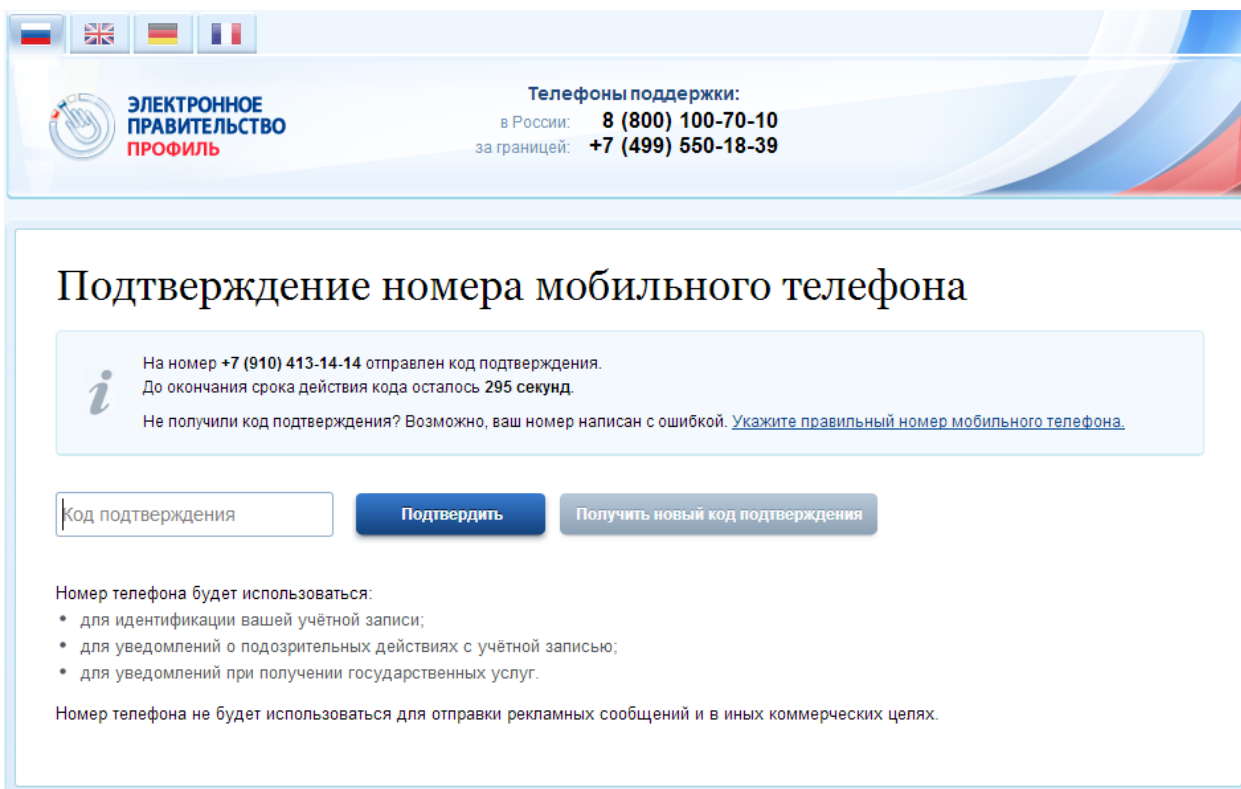 ЭЛЕКТРОННОЕ
ПРАВИТЕЛЬСТВО
ПРОФИЛЬ
Телефоны поддержки:
в России: 8 (800) 100-70-10
за границей: +7 (499) 550-18-39
Подтверждение номера мобильного телефона
На номер +7 (910) 413-14-14 отправлен код подтверждения.
До окончания срока действия кода осталось 295 секунд.
Не получили код подтверждения? Возможно, ваш номер написан с ошибкой. Укажите правильный номер мобильного телефона.
Код подтверждения Подтвердить Получить новый код подтверждения
Номер телефона будет использоваться:
• для идентификации вашей учётной записи;
• для уведомлений о подозрительных действиях с учётной записью;
• для уведомлений при получении государственных услуг.
Номер телефона не будет использоваться для отправки рекламных сообщений и в иных коммерческих целях.